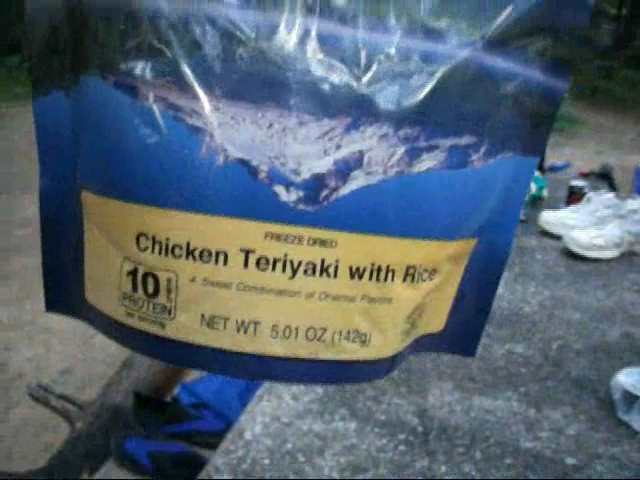 FREEZE DRIED
Chicken Teriyaki with Rice
A Sweet Combination of Oriental Flavors
10
PROTEIN
NET WT 5.01 OZ (142g)